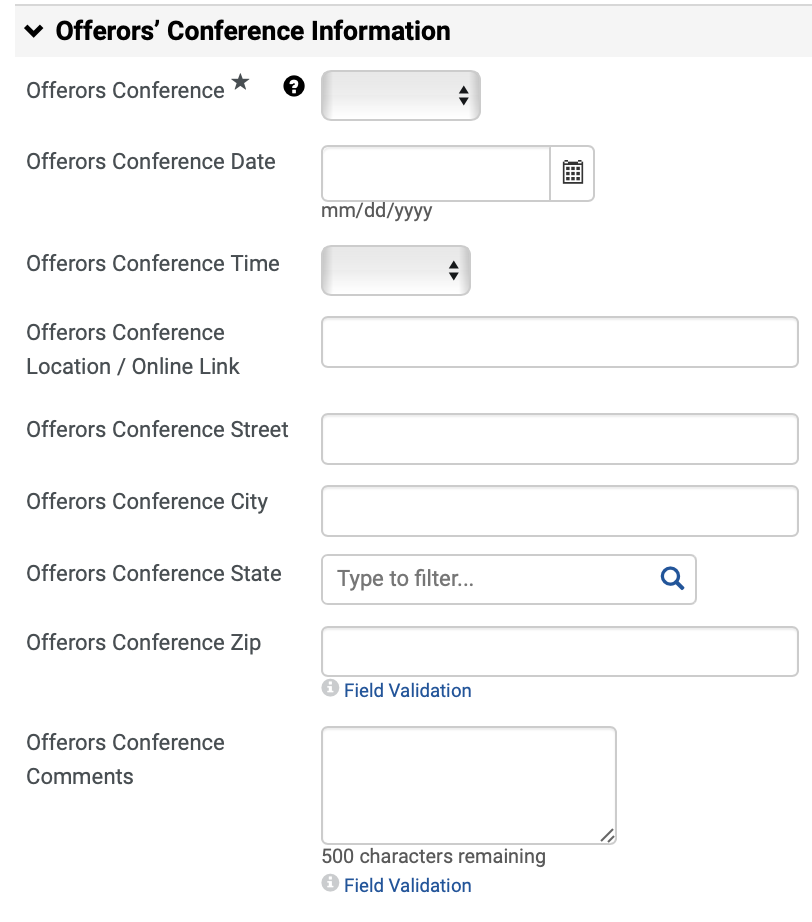 Offerors’ Conference Information
Offerors Conference ★ ?
Offerors Conference Date
mm/dd/yyyy
Offerors Conference Time
Offerors Conference
Location / Online Link
Offerors Conference Street
Offerors Conference City
Offerors Conference State
Type to filter...
Offerors Conference Zip
Field Validation
Offerors Conference
Comments
500 characters remaining
Field Validation